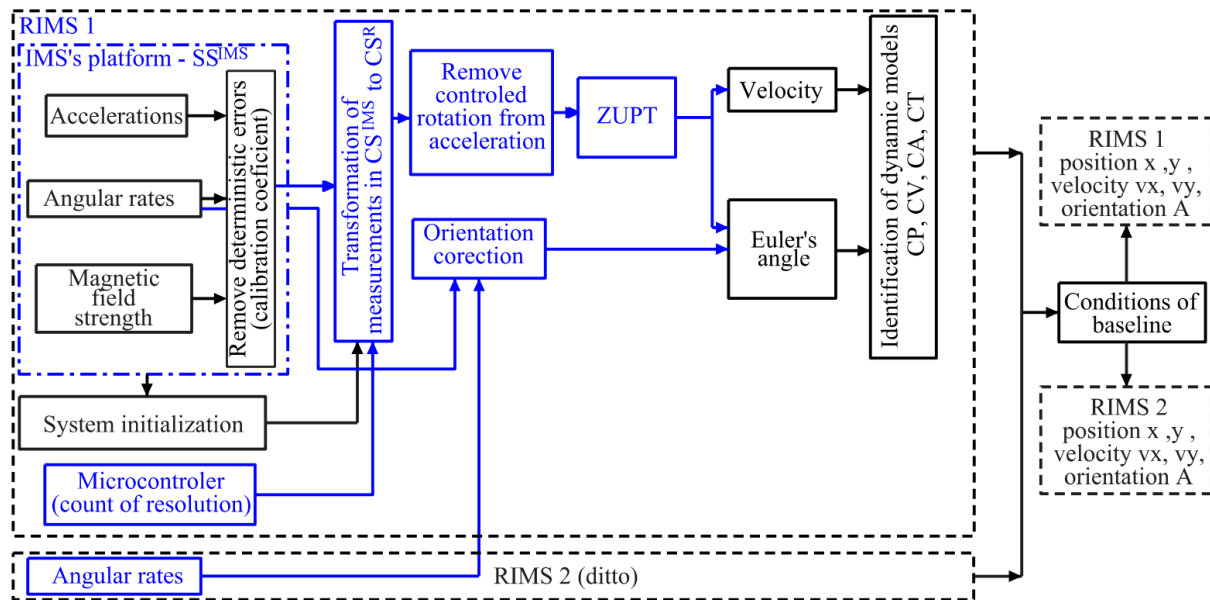 RIMS 1
IMS's platform - SS^IMS
Accelerations
Angular rates
Magnetic
field
strength
Remove deterministic errors
(calibration coeficient)
System initialization
Microcontroler
(count of resolution)
Transformation of
measurements in CS^IMS to CS^R
Remove
controled
rotation from
acceleration
ZUPT
Orientation
corection
Velocity
Euler's
angle
Identification of dynamic models
CP, CV, CA, CT
RIMS 1
position x ,y ,
velocity vx, vy,
orientation A
Conditions of
baseline
RIMS 2
position x ,y ,
velocity vx, vy,
orientation A
Angular rates
RIMS 2 (ditto)